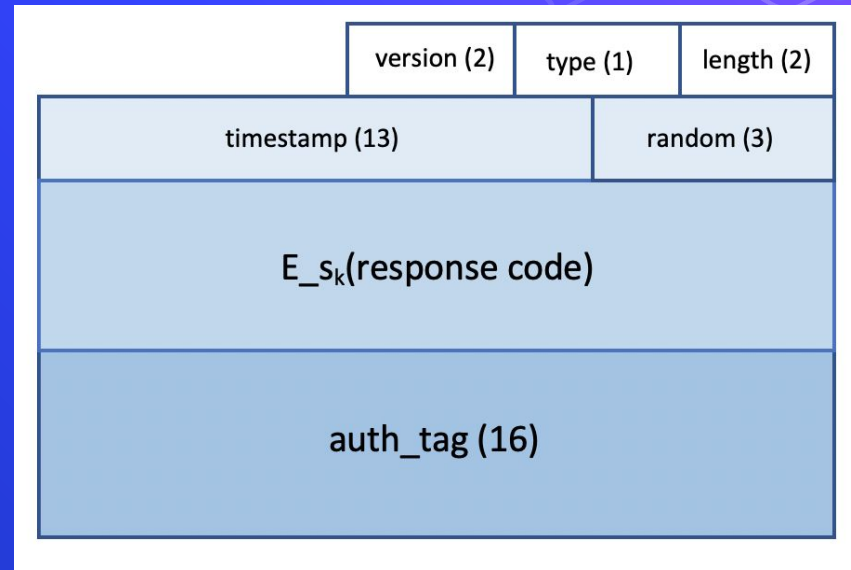 version (2) type (1) length (2)
timestamp (13) random (3)
E_sₖ(response code)
auth_tag (16)